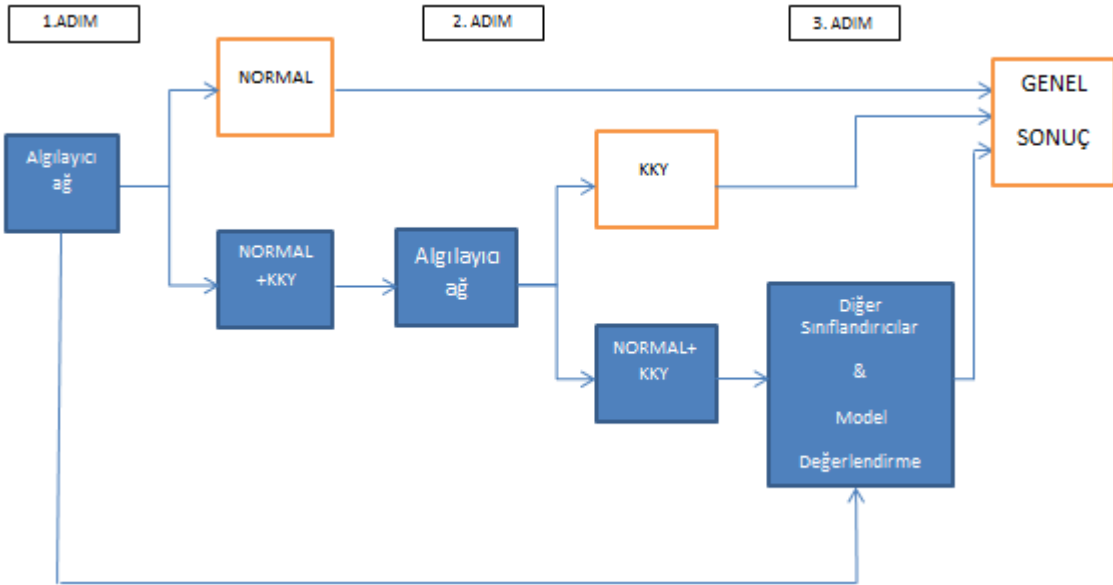 1.ADIM
2. ADIM
3. ADIM
NORMAL
GENEL
SONUÇ
Algılayıcı
ağ
KKY
NORMAL
+KKY
Algılayıcı
ağ
Diğer
Sınıflandırıcılar
&
Model
Değerlendirme
NORMAL+
KKY